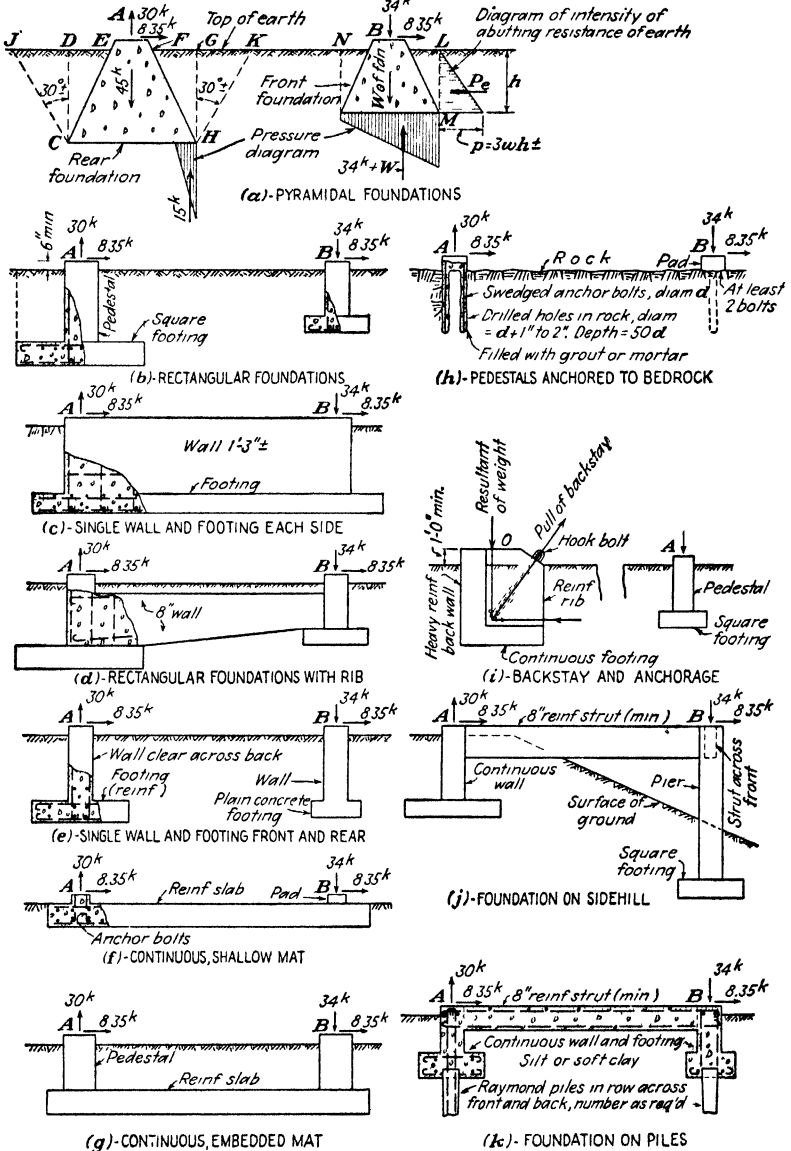 A 30k 8.35k
Top of earth
J D E F G K
45k
30°±
30°±
C H
Rear foundation
15k
Pressure diagram
34k
B 8.35k
N L
Diagram of intensity of abutting resistance of earth
Front foundation
W of fdn
Pe
h
M
p=3wh±
34k+W
(a)-PYRAMIDAL FOUNDATIONS
6"min
30k
A 8.35k
Pedestal
Square footing
34k
B 8.35k
(b)-RECTANGULAR FOUNDATIONS
30k
A 8.35k
Rock
34k
B 8.35k
Pad
Swedged anchor bolts, diam d
Drilled holes in rock, diam
= d+1" to 2". Depth=50d
Filled with grout or mortar
At least 2 bolts
(h)-PEDESTALS ANCHORED TO BEDROCK
A 30k 8.35k
B 34k 8.35k
Wall 1'-3"±
Footing
(c)-SINGLE WALL AND FOOTING EACH SIDE
30k
A 8.35k
34k
B 8.35k
8"wall
(d)-RECTANGULAR FOUNDATIONS WITH RIB
Resultant of weight
Pull of backstay
1'-0"min.
O
Hook bolt
Heavy reinf back wall
Reinf rib
Continuous footing
A
Pedestal
Square footing
(i)-BACKSTAY AND ANCHORAGE
30k
A 8.35k
34k
B 8.35k
Wall clear across back
Footing (reinf)
Wall
Plain concrete footing
(e)-SINGLE WALL AND FOOTING FRONT AND REAR
30k
A 8.35k
8"reinf strut (min)
34k
B 8.35k
Continuous wall
Surface of ground
Pier
Strut across front
Square footing
(j)-FOUNDATION ON SIDEHILL
30k
A 8.35k
Reinf slab
34k
Pad B 8.35k
Anchor bolts
(f)-CONTINUOUS, SHALLOW MAT
30k
A 8.35k
34k
B 8.35k
Pedestal
Reinf slab
(g)-CONTINUOUS, EMBEDDED MAT
30k
A 8.35k
8"reinf strut (min)
34k
B 8.35k
Continuous wall and footing
Silt or soft clay
Raymond piles in row across
front and back, number as req'd
(k)- FOUNDATION ON PILES